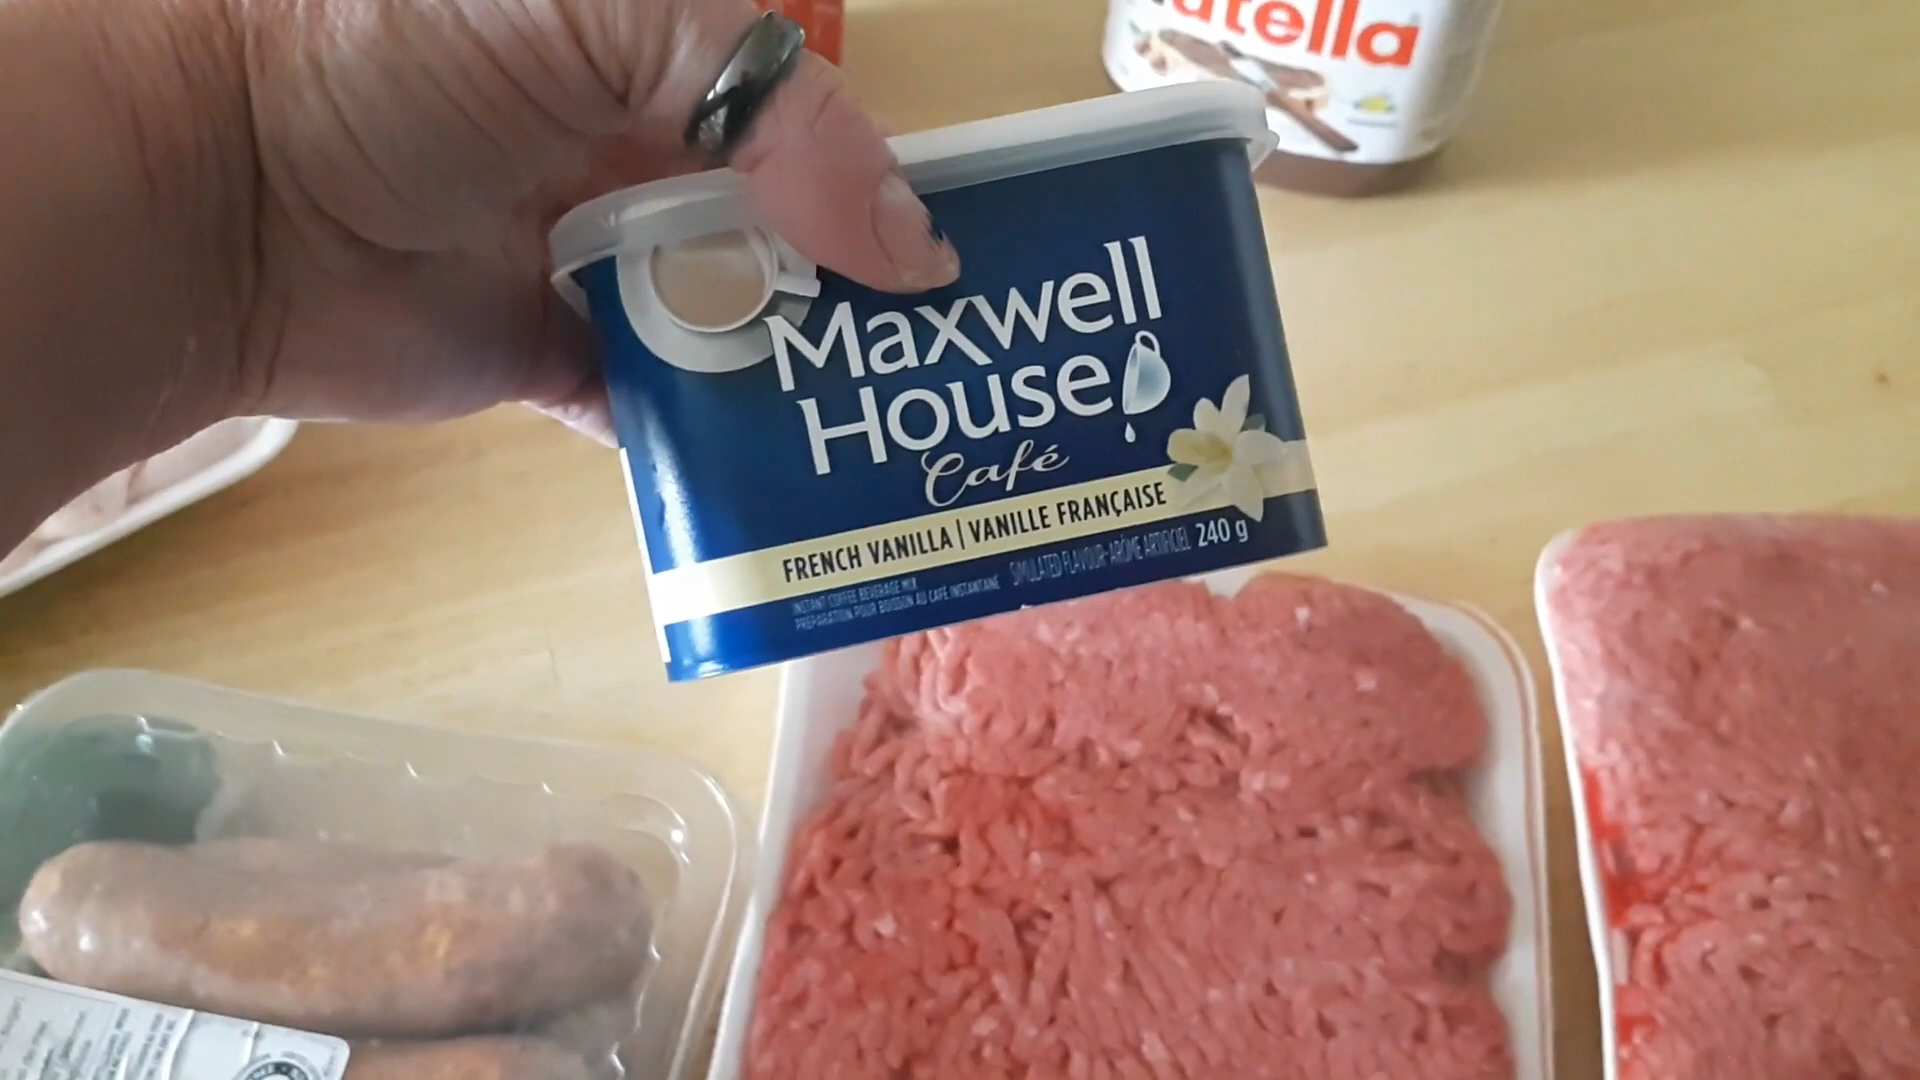 nutella
Maxwell
House
Café
FRENCH VANILLA | VANILLE FRANÇAISE
INSTANT COFFEE BEVERAGE MIX
PRÉPARATION POUR BOISSON AU CAFÉ INSTANTANÉ
SIMULATED FLAVOUR-ARÔME ARTIFICIEL 240 g